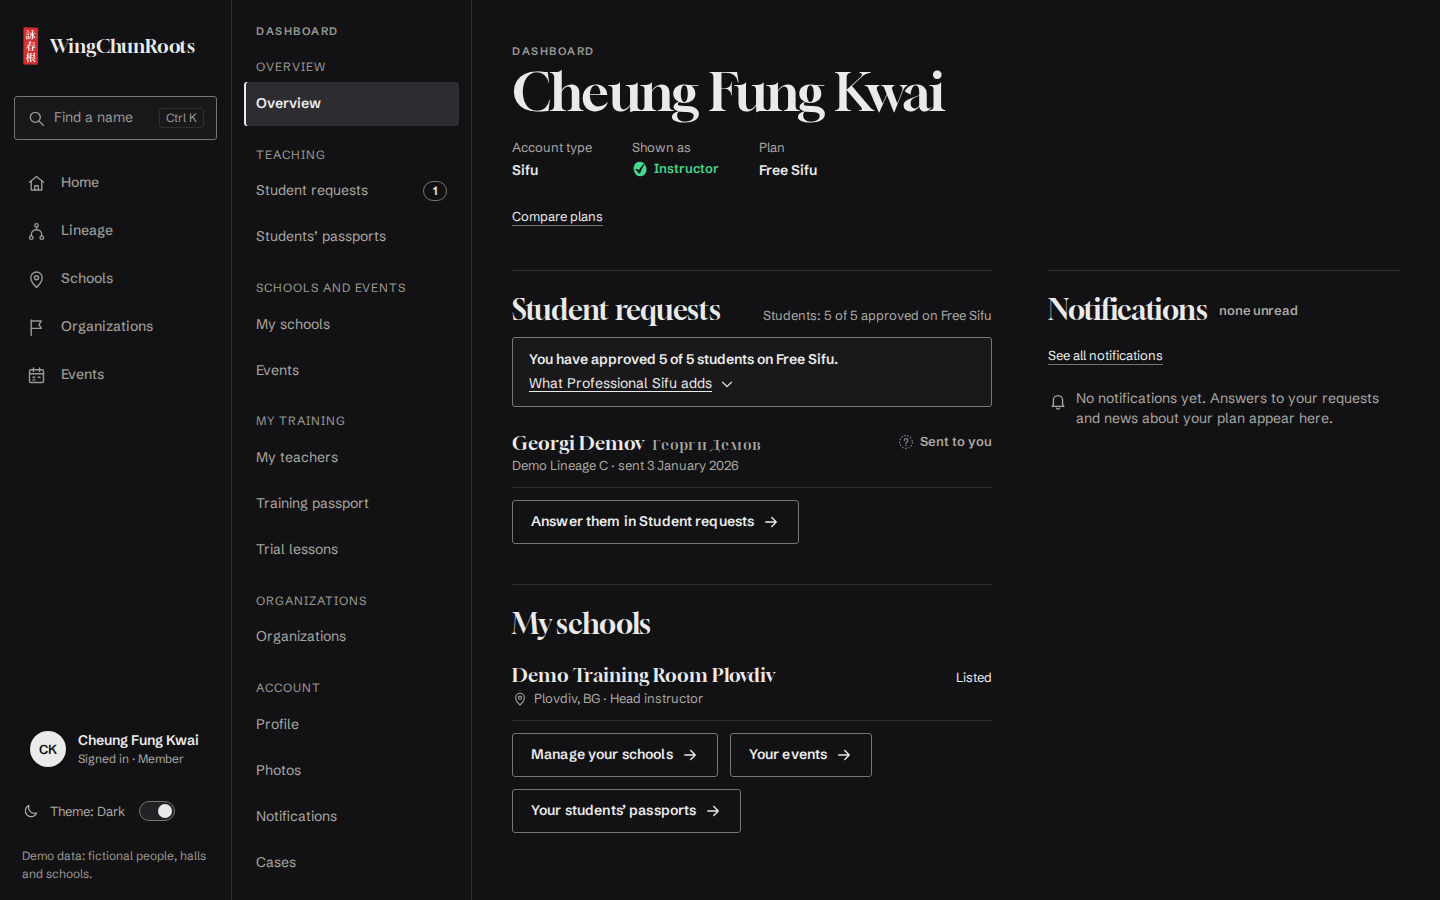 詠春根
WingChunRoots
Find a name
Ctrl K
Home
Lineage
Schools
Organizations
Events
CK
Cheung Fung Kwai
Signed in · Member
Theme: Dark
Demo data: fictional people, halls
and schools.
DASHBOARD
OVERVIEW
Overview
TEACHING
Student requests
1
Students’ passports
SCHOOLS AND EVENTS
My schools
Events
MY TRAINING
My teachers
Training passport
Trial lessons
ORGANIZATIONS
Organizations
ACCOUNT
Profile
Photos
Notifications
Cases
DASHBOARD
Cheung Fung Kwai
Account type
Sifu
Shown as
Instructor
Plan
Free Sifu
Compare plans
Student requests
Students: 5 of 5 approved on Free Sifu
You have approved 5 of 5 students on Free Sifu.
What Professional Sifu adds
Georgi Demov Георги Демов
Sent to you
Demo Lineage C · sent 3 January 2026
Answer them in Student requests
My schools
Demo Training Room Plovdiv
Listed
Plovdiv, BG · Head instructor
Manage your schools
Your events
Your students’ passports
Notifications none unread
See all notifications
No notifications yet. Answers to your requests
and news about your plan appear here.